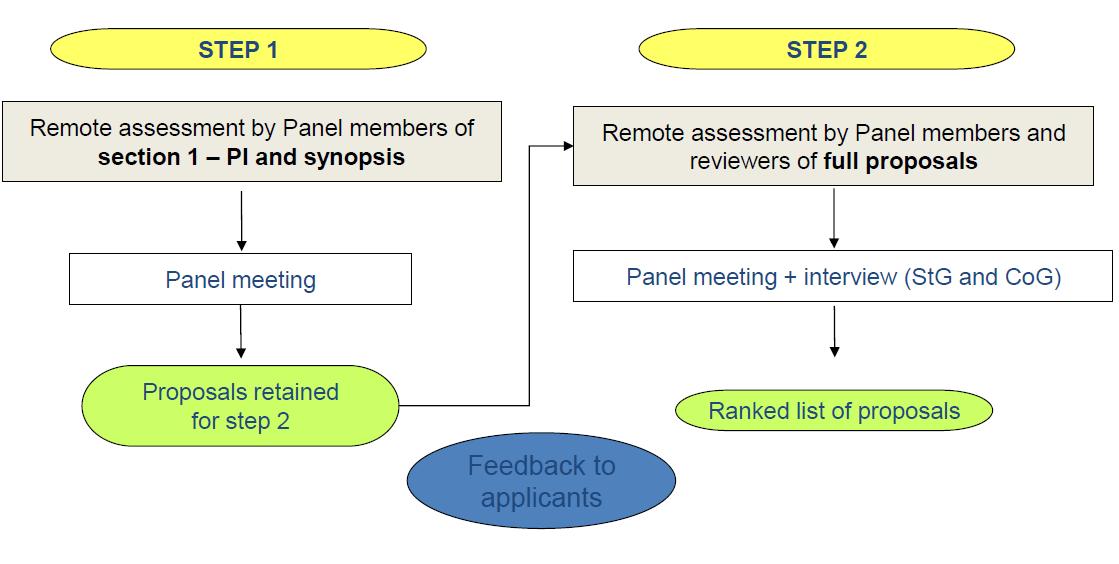 STEP 1
Remote assessment by Panel members of
section 1 – PI and synopsis
Panel meeting
Proposals retained
for step 2
STEP 2
Remote assessment by Panel members and
reviewers of full proposals
Panel meeting + interview (StG and CoG)
Ranked list of proposals
Feedback to
applicants